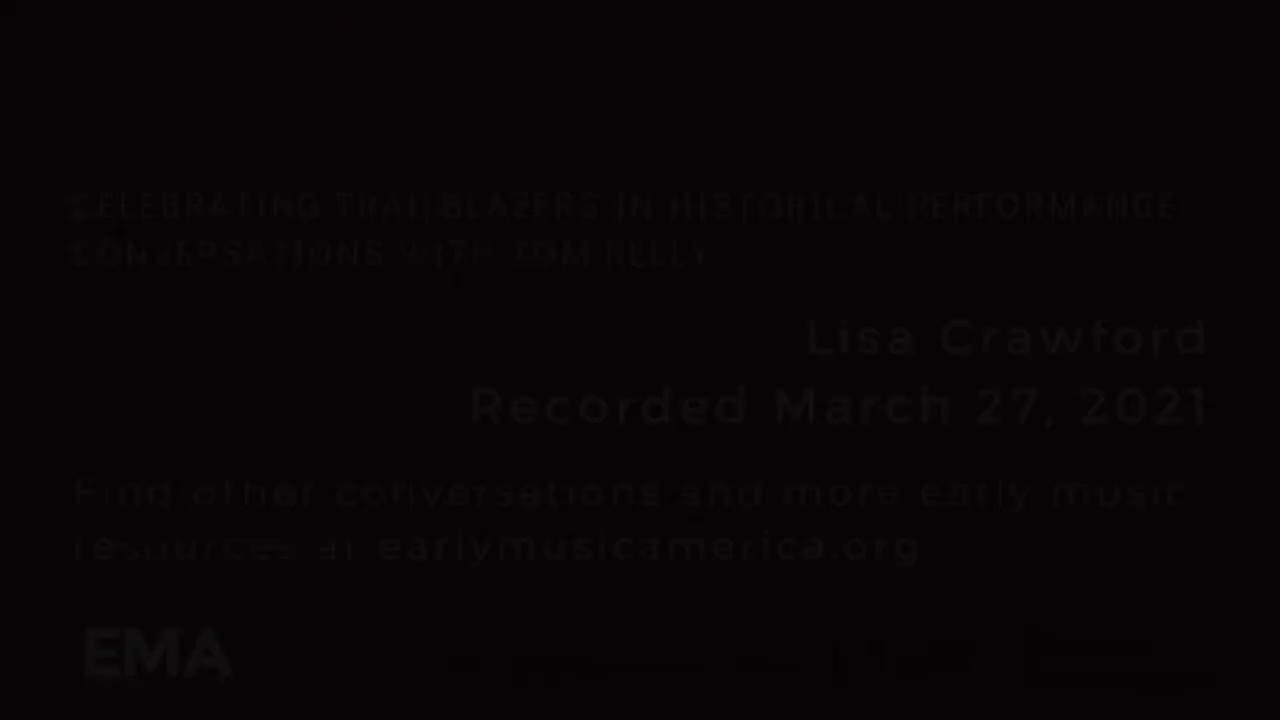 CELEBRATING TRAILBLAZERS IN HISTORICAL PERFORMANCE:
CONVERSATIONS WITH TOM KELLY
Lisa Crawford
Recorded March 27, 2021
Find other conversations and more early music
resources at earlymusicamerica.org
EMA